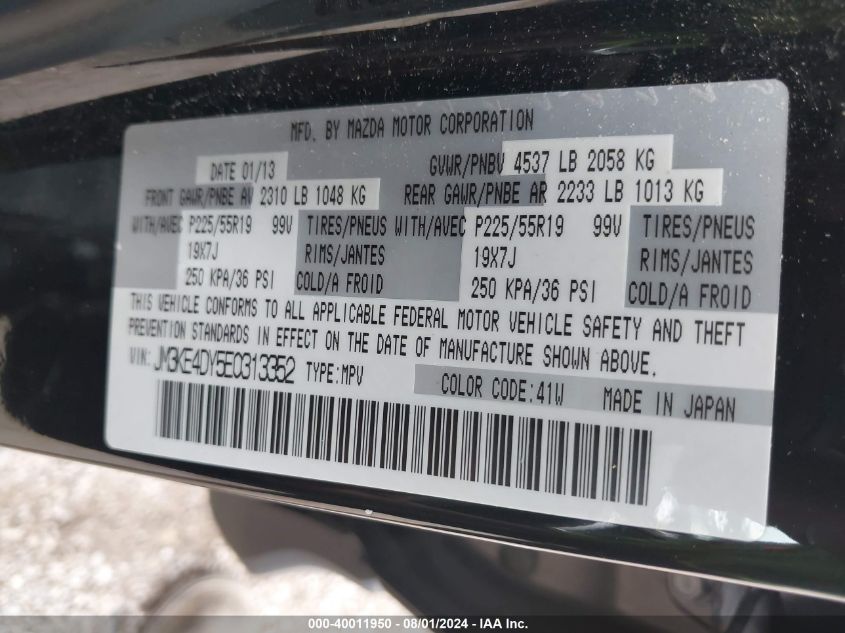 MFD. BY MAZDA MOTOR CORPORATION
DATE 01/13 GVWR/PNBV 4537 LB 2058 KG
FRONT GAWR/PNBE AV 2310 LB 1048 KG REAR GAWR/PNBE AR 2233 LB 1013 KG
WITH/AVEC P225/55R19 99V TIRES/PNEUS WITH/AVEC P225/55R19 99V TIRES/PNEUS
19X7J RIMS/JANTES 19X7J RIMS/JANTES
250 KPA/36 PSI COLD/A FROID 250 KPA/36 PSI COLD/A FROID
THIS VEHICLE CONFORMS TO ALL APPLICABLE FEDERAL MOTOR VEHICLE SAFETY AND THEFT
PREVENTION STANDARDS IN EFFECT ON THE DATE OF MANUFACTURE SHOWN ABOVE.
VIN: JM3KE4DY5E0313352 TYPE:MPV COLOR CODE:41W MADE IN JAPAN
000-40011950 - 08/01/2024 - IAA Inc.